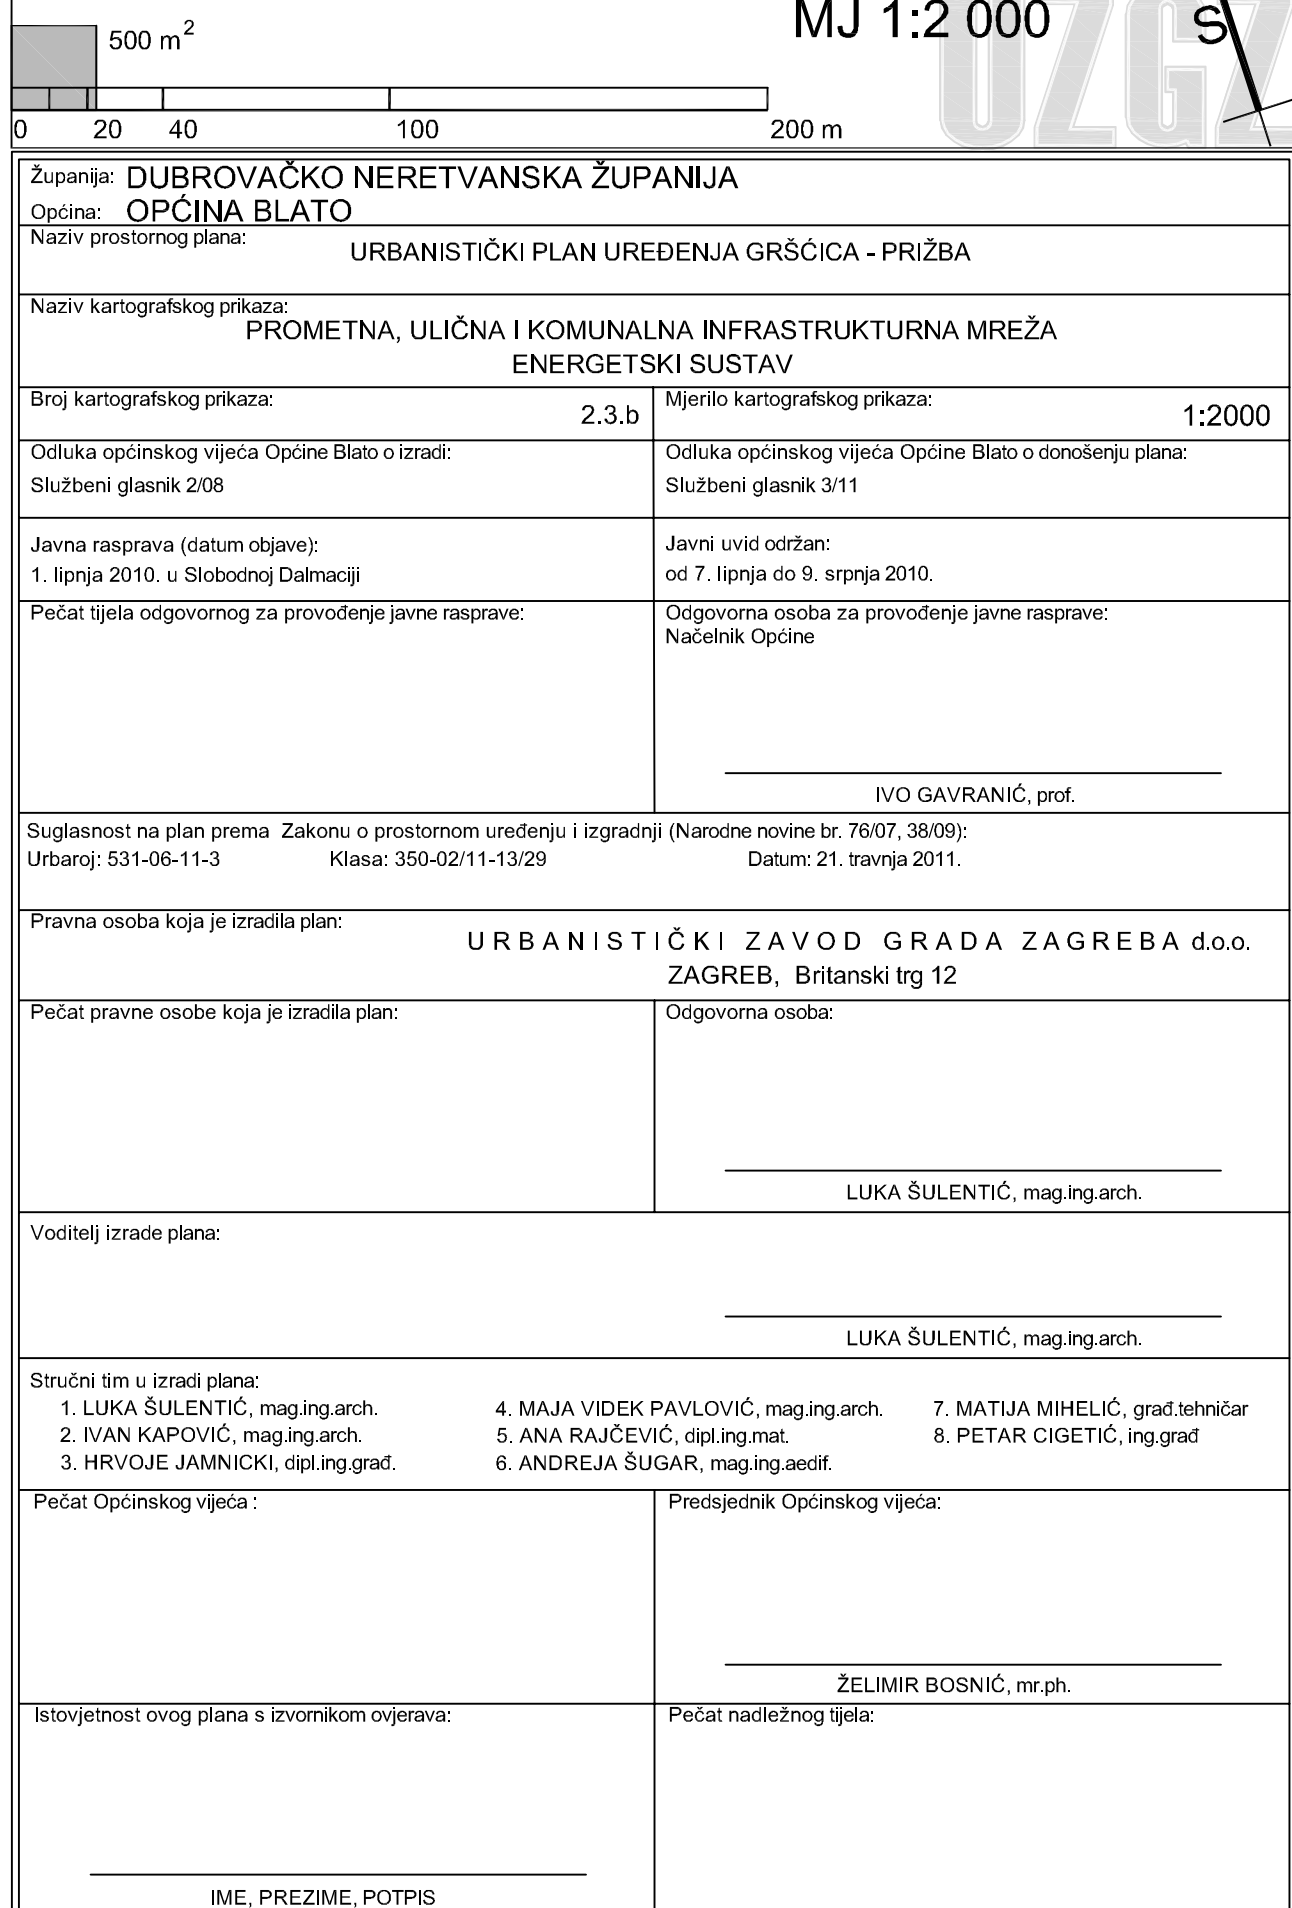 MJ 1:2 000
S
UZGZ
500 m2
0 20 40 100 200 m
Županija: DUBROVAČKO NERETVANSKA ŽUPANIJA
Općina: OPĆINA BLATO
Naziv prostornog plana:
URBANISTIČKI PLAN UREĐENJA GRŠĆICA - PRIŽBA
Naziv kartografskog prikaza:
PROMETNA, ULIČNA I KOMUNALNA INFRASTRUKTURNA MREŽA
ENERGETSKI SUSTAV
Broj kartografskog prikaza:
2.3.b
Mjerilo kartografskog prikaza:
1:2000
Odluka općinskog vijeća Općine Blato o izradi:
Službeni glasnik 2/08
Odluka općinskog vijeća Općine Blato o donošenju plana:
Službeni glasnik 3/11
Javna rasprava (datum objave):
1. lipnja 2010. u Slobodnoj Dalmaciji
Javni uvid održan:
od 7. lipnja do 9. srpnja 2010.
Pečat tijela odgovornog za provođenje javne rasprave:
Odgovorna osoba za provođenje javne rasprave:
Načelnik Općine
IVO GAVRANIĆ, prof.
Suglasnost na plan prema Zakonu o prostornom uređenju i izgradnji (Narodne novine br. 76/07, 38/09):
Urbaroj: 531-06-11-3 Klasa: 350-02/11-13/29 Datum: 21. travnja 2011.
Pravna osoba koja je izradila plan:
URBANISTIČKI ZAVOD GRADA ZAGREBA d.o.o.
ZAGREB, Britanski trg 12
Pečat pravne osobe koja je izradila plan:
Odgovorna osoba:
LUKA ŠULENTIĆ, mag.ing.arch.
Voditelj izrade plana:
LUKA ŠULENTIĆ, mag.ing.arch.
Stručni tim u izradi plana:
1. LUKA ŠULENTIĆ, mag.ing.arch. 4. MAJA VIDEK PAVLOVIĆ, mag.ing.arch. 7. MATIJA MIHELIĆ, građ.tehničar
2. IVAN KAPOVIĆ, mag.ing.arch. 5. ANA RAJČEVIĆ, dipl.ing.mat. 8. PETAR CIGETIĆ, ing.građ
3. HRVOJE JAMNICKI, dipl.ing.građ. 6. ANDREJA ŠUGAR, mag.ing.aedif.
Pečat Općinskog vijeća :
Predsjednik Općinskog vijeća:
ŽELIMIR BOSNIĆ, mr.ph.
Istovjetnost ovog plana s izvornikom ovjerava:
Pečat nadležnog tijela:
IME, PREZIME, POTPIS